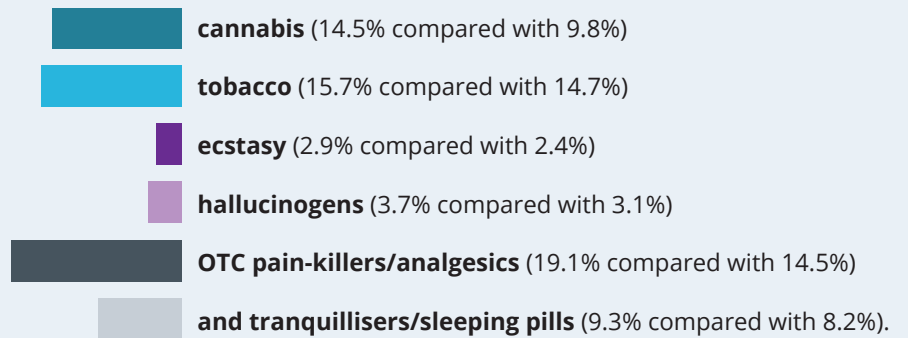 cannabis (14.5% compared with 9.8%)
tobacco (15.7% compared with 14.7%)
ecstasy (2.9% compared with 2.4%)
hallucinogens (3.7% compared with 3.1%)
OTC pain-killers/analgesics (19.1% compared with 14.5%)
and tranquillisers/sleeping pills (9.3% compared with 8.2%).